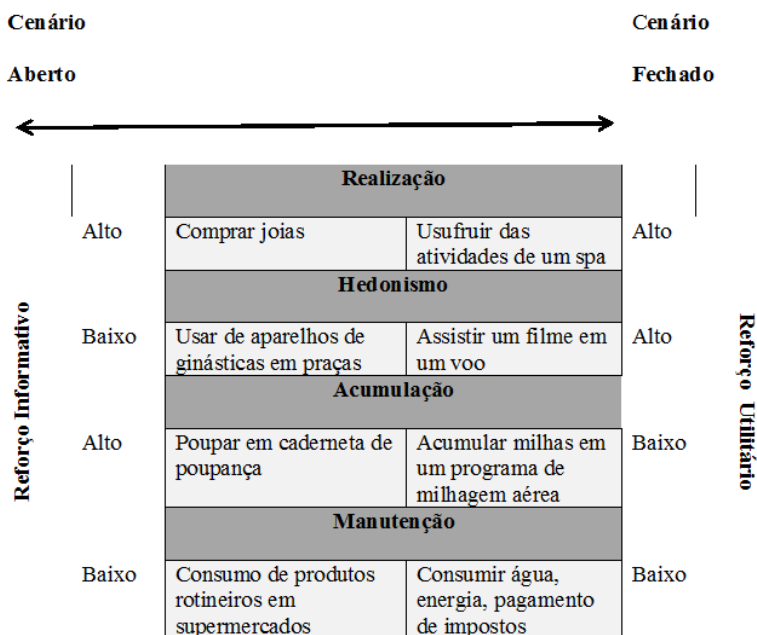 Cenário Cenário
Aberto Fechado
Realização
Alto Comprar joias Usufruir das Alto
atividades de um spa
Hedonismo
Baixo Usar de aparelhos de Assistir um filme em Alto
ginásticas em praças um voo
Acumulação
Alto Poupar em caderneta de Acumular milhas em Baixo
poupança um programa de
milhagem aérea
Manutenção
Baixo Consumo de produtos Consumir água, Baixo
rotineiros em energia, pagamento
supermercados de impostos
Reforço Informativo
Reforço Utilitário